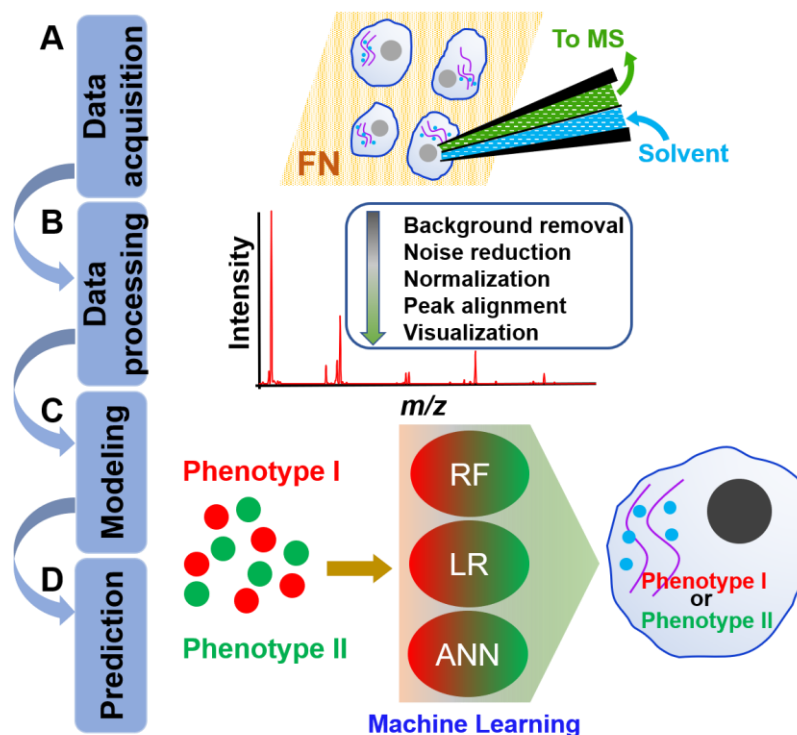 A
Data
acquisition
To MS
FN
Solvent
B
Data
processing
Intensity
Background removal
Noise reduction
Normalization
Peak alignment
Visualization
m/z
C
Modeling
Phenotype I
Phenotype II
RF
LR
ANN
Machine Learning
D
Prediction
Phenotype I
or
Phenotype II